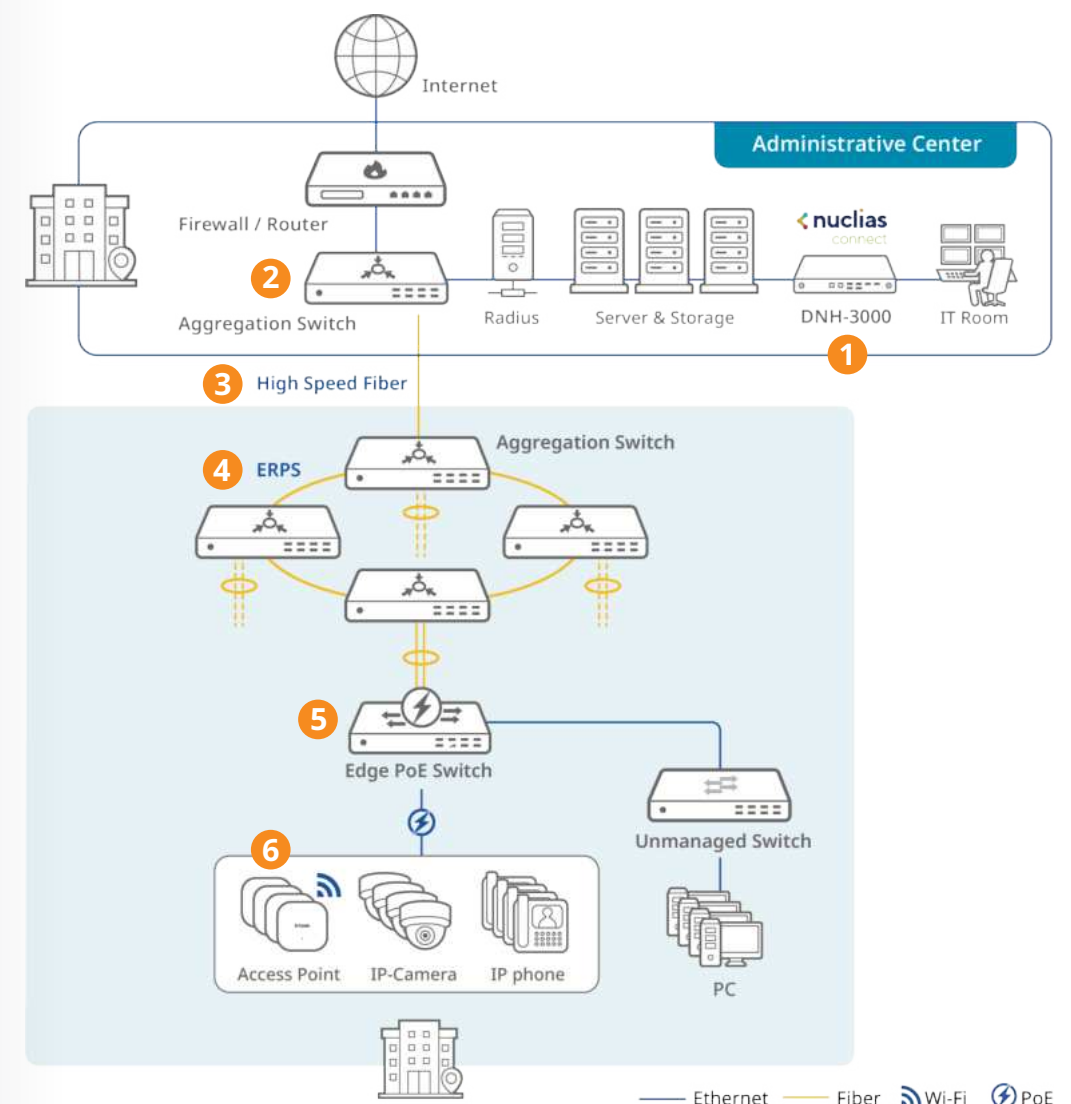 Internet
Administrative Center
Firewall / Router
nuclias
connect
2
Aggregation Switch
Radius
Server & Storage
DNH-3000
IT Room
1
3 High Speed Fiber
Aggregation Switch
4 ERPS
5
Edge PoE Switch
Unmanaged Switch
6
Access Point
IP-Camera
IP phone
PC
Ethernet
Fiber
Wi-Fi
PoE